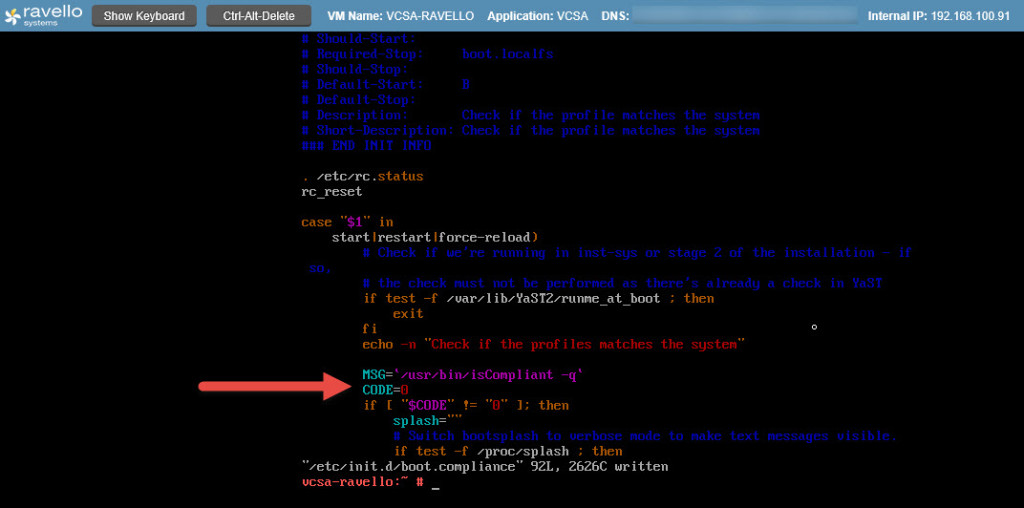 ravello systems Show Keyboard Ctrl-Alt-Delete VM Name: VCSA-RAVELLO Application: VCSA DNS: Internal IP: 192.168.100.91
# Should-Start:
# Required-Stop: boot.localfs
# Should-Stop:
# Default-Start: B
# Default-Stop:
# Description: Check if the profile matches the system
# Short-Description: Check if the profile matches the system
### END INIT INFO
. /etc/rc.status
rc_reset
case "$1" in
start|restart|force-reload)
# Check if we're running in inst-sys or stage 2 of the installation - if
so,
# the check must not be performed as there's already a check in YaST
if test -f /var/lib/YaST2/runme_at_boot ; then
exit
fi
echo -n "Check if the profiles matches the system"
MSG=`/usr/bin/isCompliant -q`
CODE=0
if [ "$CODE" != "0" ]; then
splash=""
# Switch bootsplash to verbose mode to make text messages visible.
if test -f /proc/splash ; then
"/etc/init.d/boot.compliance" 92L, 2626C written
vcsa-ravello:~ # _